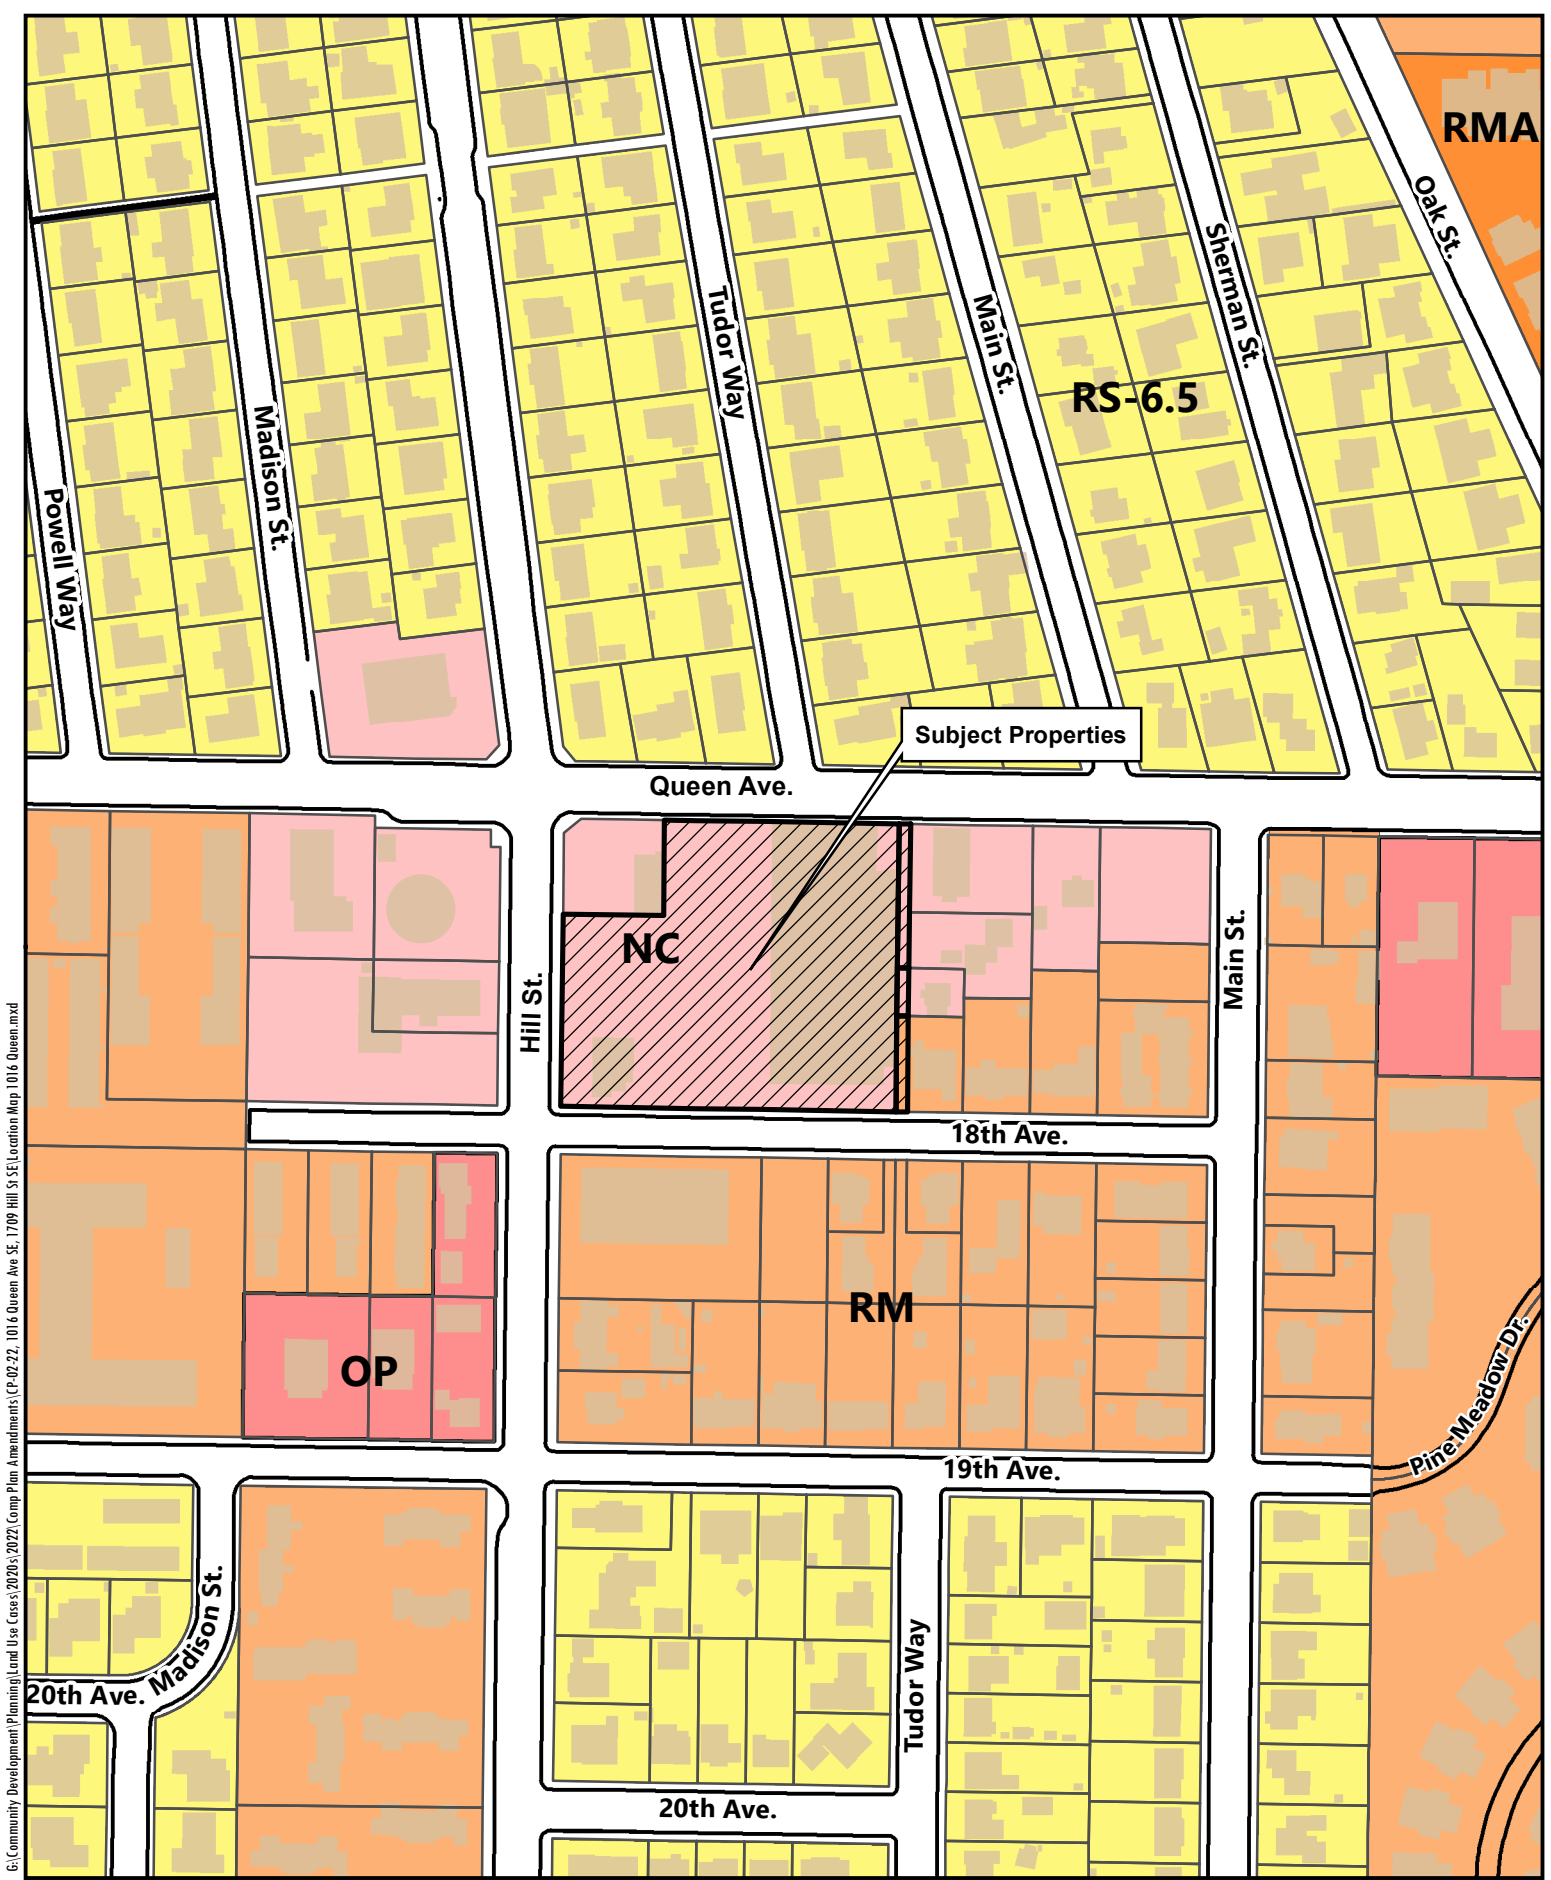 RMA
Oak St.
Sherman St.
Tudor Way
Main St.
RS-6.5
Madison St.
Powell Way
Subject Properties
Queen Ave.
NC
Main St.
Hill St.
18th Ave.
RM
OP
Pine Meadow Dr.
19th Ave.
Madison St.
Tudor Way
20th Ave.
20th Ave.
G:\Community Development\Planning\Land Use Cases\2020s\2022\Comp Plan Amendments\CP-02-22, 1016 Queen Ave SE, 1709 Hill St SE\Location Map 1016 Queen.mxd